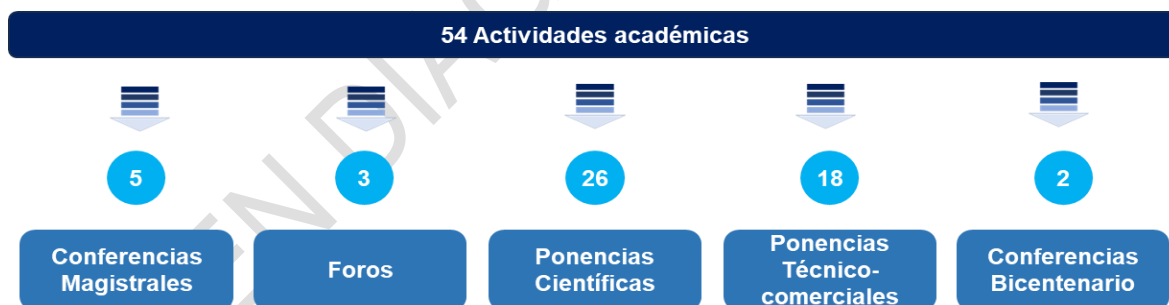 54 Actividades académicas
5
3
26
18
2
Conferencias
Magistrales
Foros
Ponencias
Científicas
Ponencias
Técnico-
comerciales
Conferencias
Bicentenario